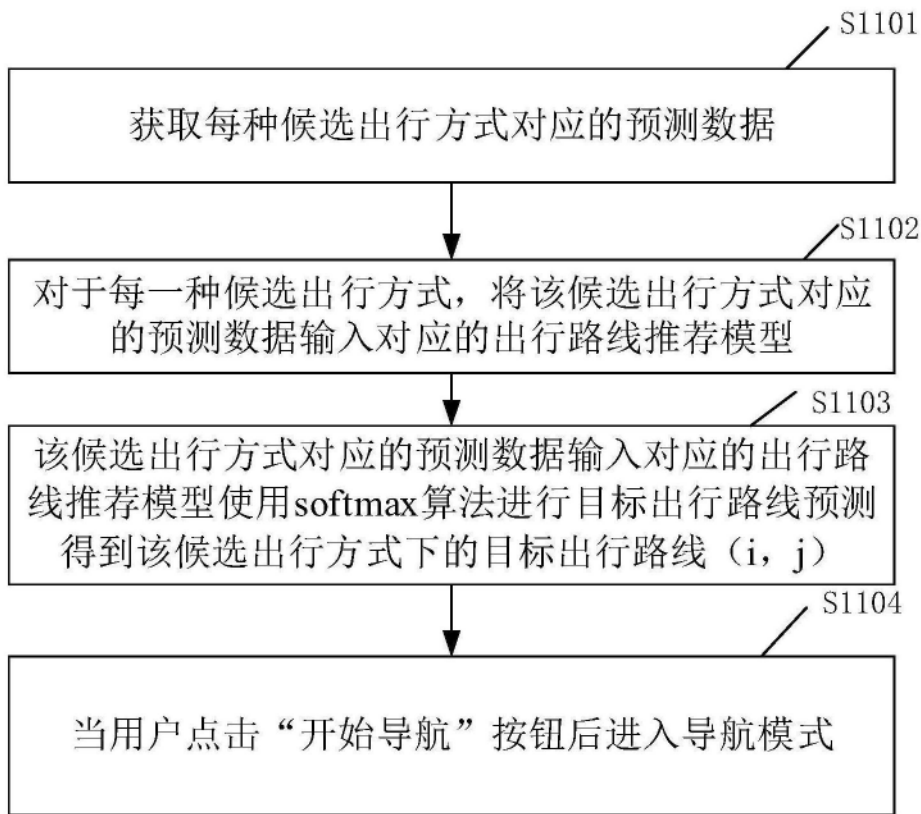 S1101
获取每种候选出行方式对应的预测数据
S1102
对于每一种候选出行方式，将该候选出行方式对应
的预测数据输入对应的出行路线推荐模型
S1103
该候选出行方式对应的预测数据输入对应的出行路
线推荐模型使用softmax算法进行目标出行路线预测
得到该候选出行方式下的目标出行路线（i，j）
S1104
当用户点击“开始导航”按钮后进入导航模式